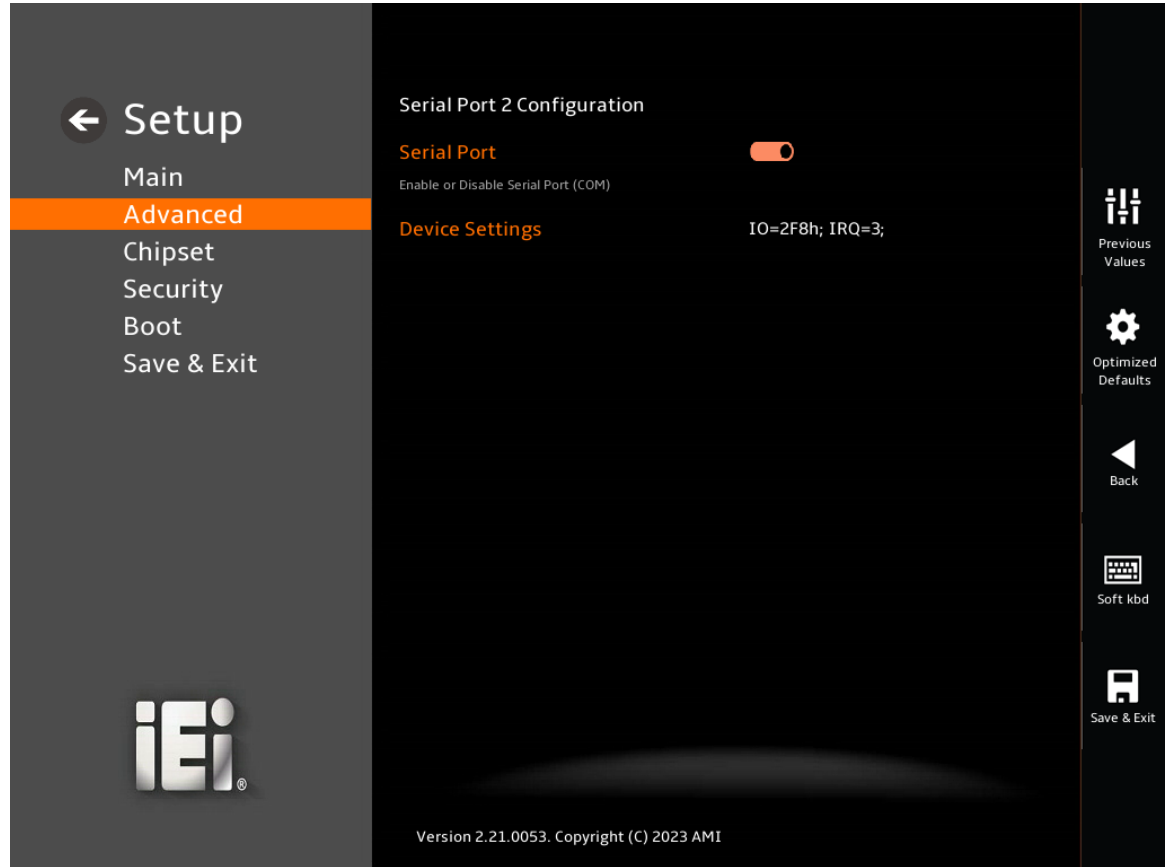 Setup
Main
Advanced
Chipset
Security
Boot
Save & Exit
iEi®
Serial Port 2 Configuration
Serial Port
Enable or Disable Serial Port (COM)
Device Settings IO=2F8h; IRQ=3;
Version 2.21.0053. Copyright (C) 2023 AMI
Previous
Values
Optimized
Defaults
Back
Soft kbd
Save & Exit